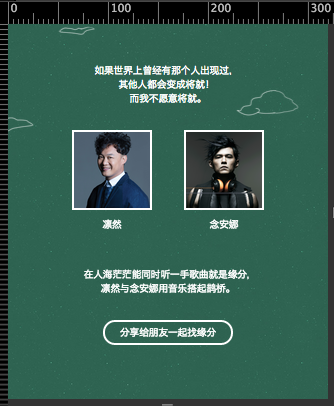 0 100 200 300
如果世界上曾经有那个人出现过,
其他人都会变成将就!
而我不愿意将就。
凛然 念安娜
在人海茫茫能同时听一手歌曲就是缘分,
凛然与念安娜用音乐搭起鹊桥。
分享给朋友一起找缘分